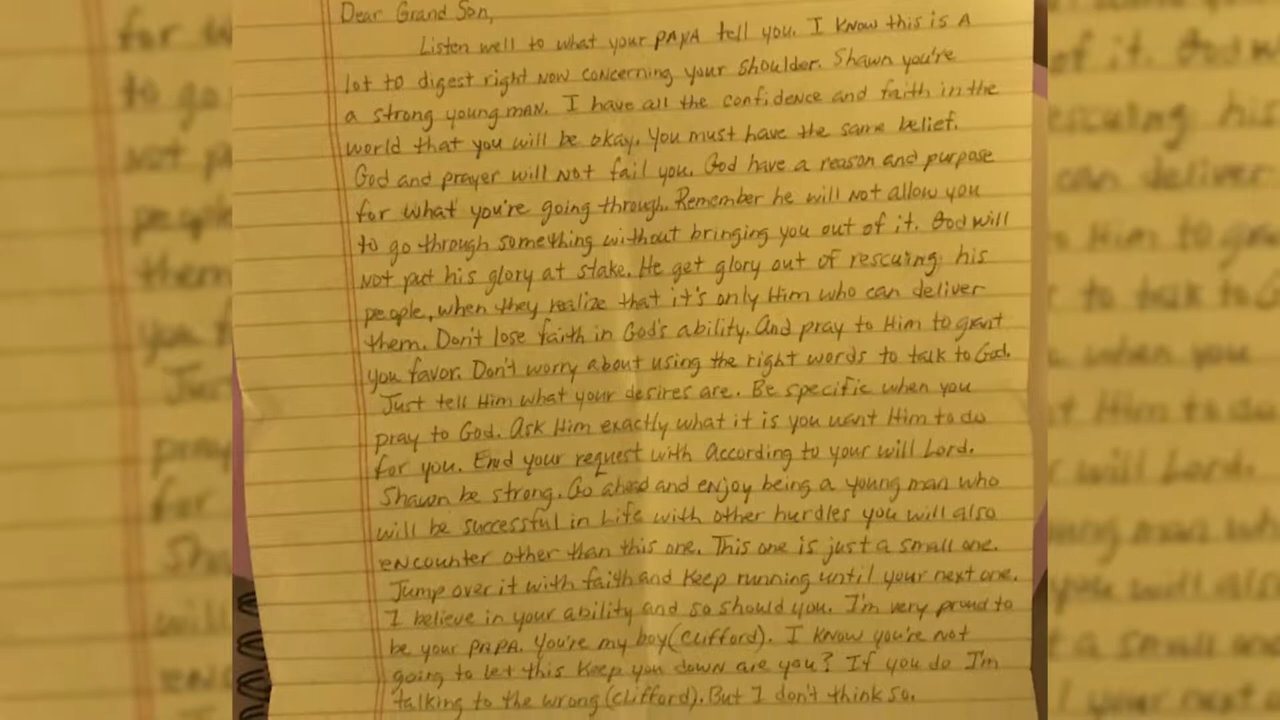 Dear Grand Son,
Listen well to what your PAPA tell you. I know this is a
lot to digest right now concerning your shoulder. Shawn you're
a strong young man. I have all the confidence and faith in the
world that you will be okay. You must have the same belief.
God and prayer will not fail you. God have a reason and purpose
for what you're going through. Remember he will not allow you
to go through something without bringing you out of it. God will
not put his glory at stake. He get glory out of rescuing his
people, when they realize that it's only Him who can deliver
them. Don't lose faith in God's ability. And pray to Him to grant
you favor. Don't worry about using the right words to talk to God.
Just tell Him what your desires are. Be specific when you
pray to God. Ask Him exactly what it is you want Him to do
for you. End your request with According to your will Lord.
Shawn be strong. Go ahead and enjoy being a young man who
will be successful in life with other hurdles you will also
encounter other than this one. This one is just a small one.
Jump over it with faith and keep running until your next one.
I believe in your ability and so should you. I'm very proud to
be your PAPA. You're my boy (Clifford). I know you're not
going to let this keep you down are you? If you do I'm
talking to the wrong (Clifford). But I don't think so.